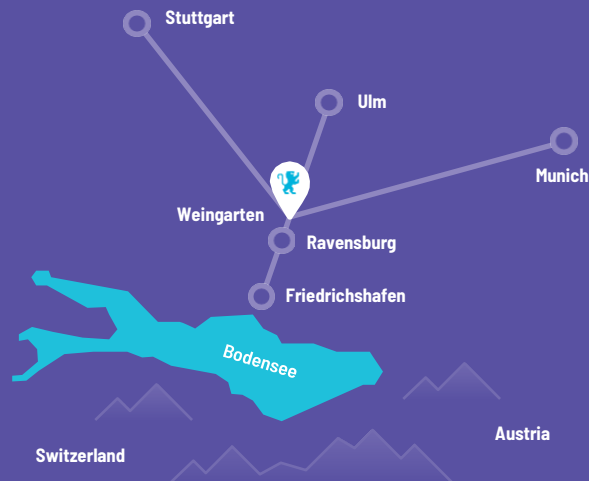 Stuttgart
Ulm
Munich
Weingarten
Ravensburg
Friedrichshafen
Bodensee
Austria
Switzerland